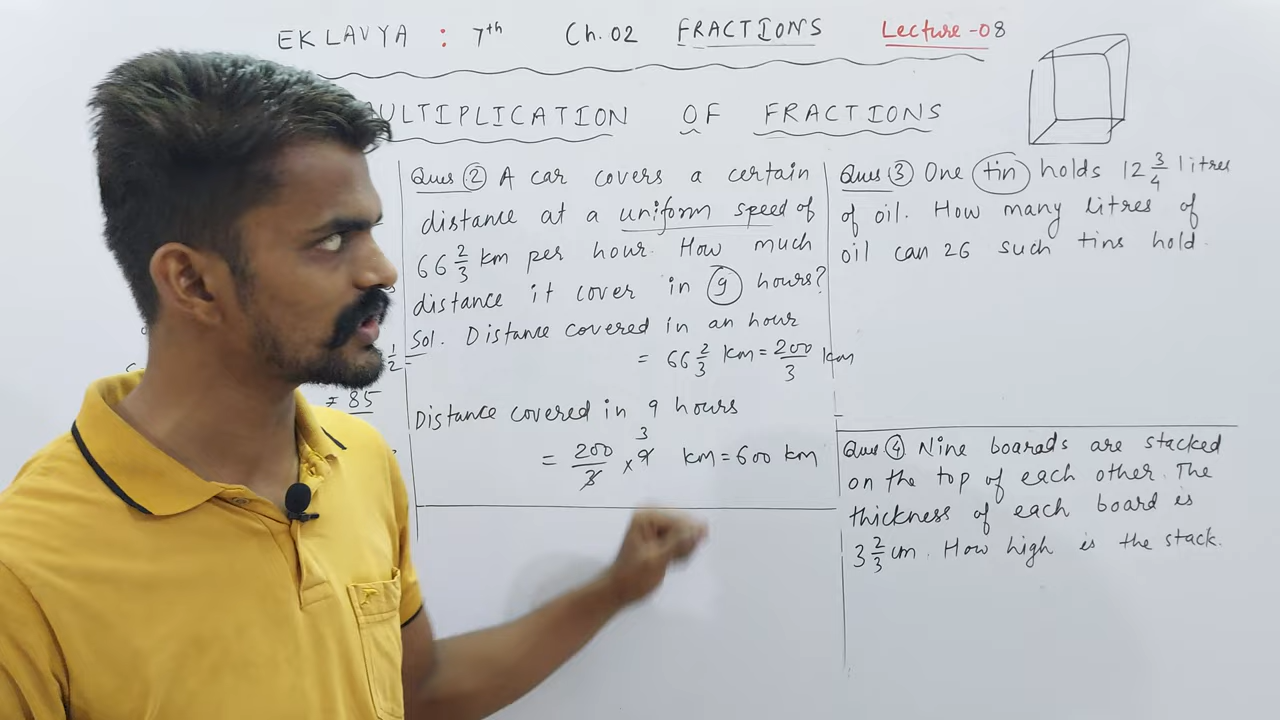 EKLAVYA : 7th Ch. 02 FRACTIONS Lecture -08
ULTIPLICATION OF FRACTIONS
Ques ② A car covers a certain
distance at a uniform speed of
66 2/3 km per hour. How much
distance it cover in 9 hours?
Sol. Distance covered in an hour
= 66 2/3 km = 200/3 km
Distance covered in 9 hours
3
= 200/3 × 9 km = 600 km
1/2 =
= 85
Ques ③ One tin holds 12 3/4 litres
of oil. How many litres of
oil can 26 such tins hold.
Ques ④ Nine boarads are stacked
on the top of each other. The
thickness of each board is
3 2/3 cm. How high is the stack.